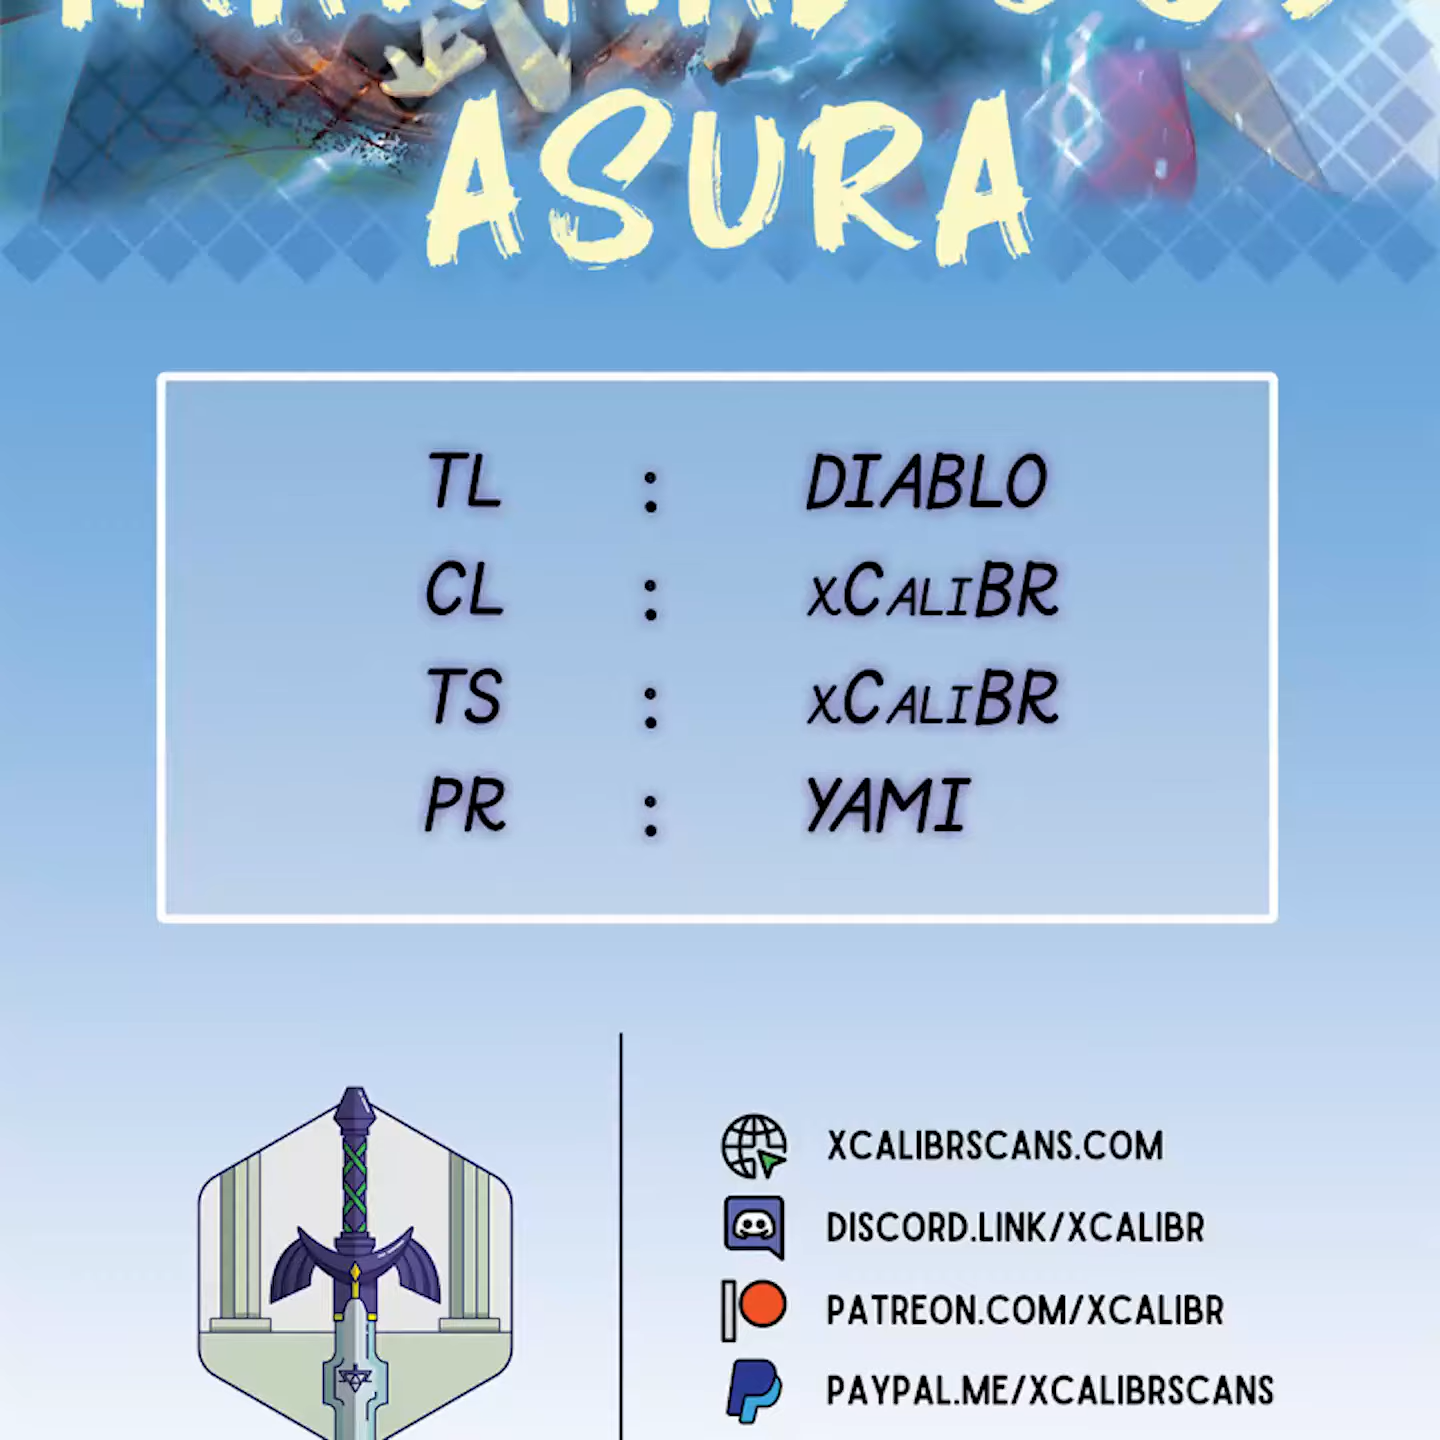 ASURA
TL : DIABLO
CL : xCALIBR
TS : xCALIBR
PR : YAMI
XCALIBRSCANS.COM
DISCORD.LINK/XCALIBR
PATREON.COM/XCALIBR
PAYPAL.ME/XCALIBRSCANS